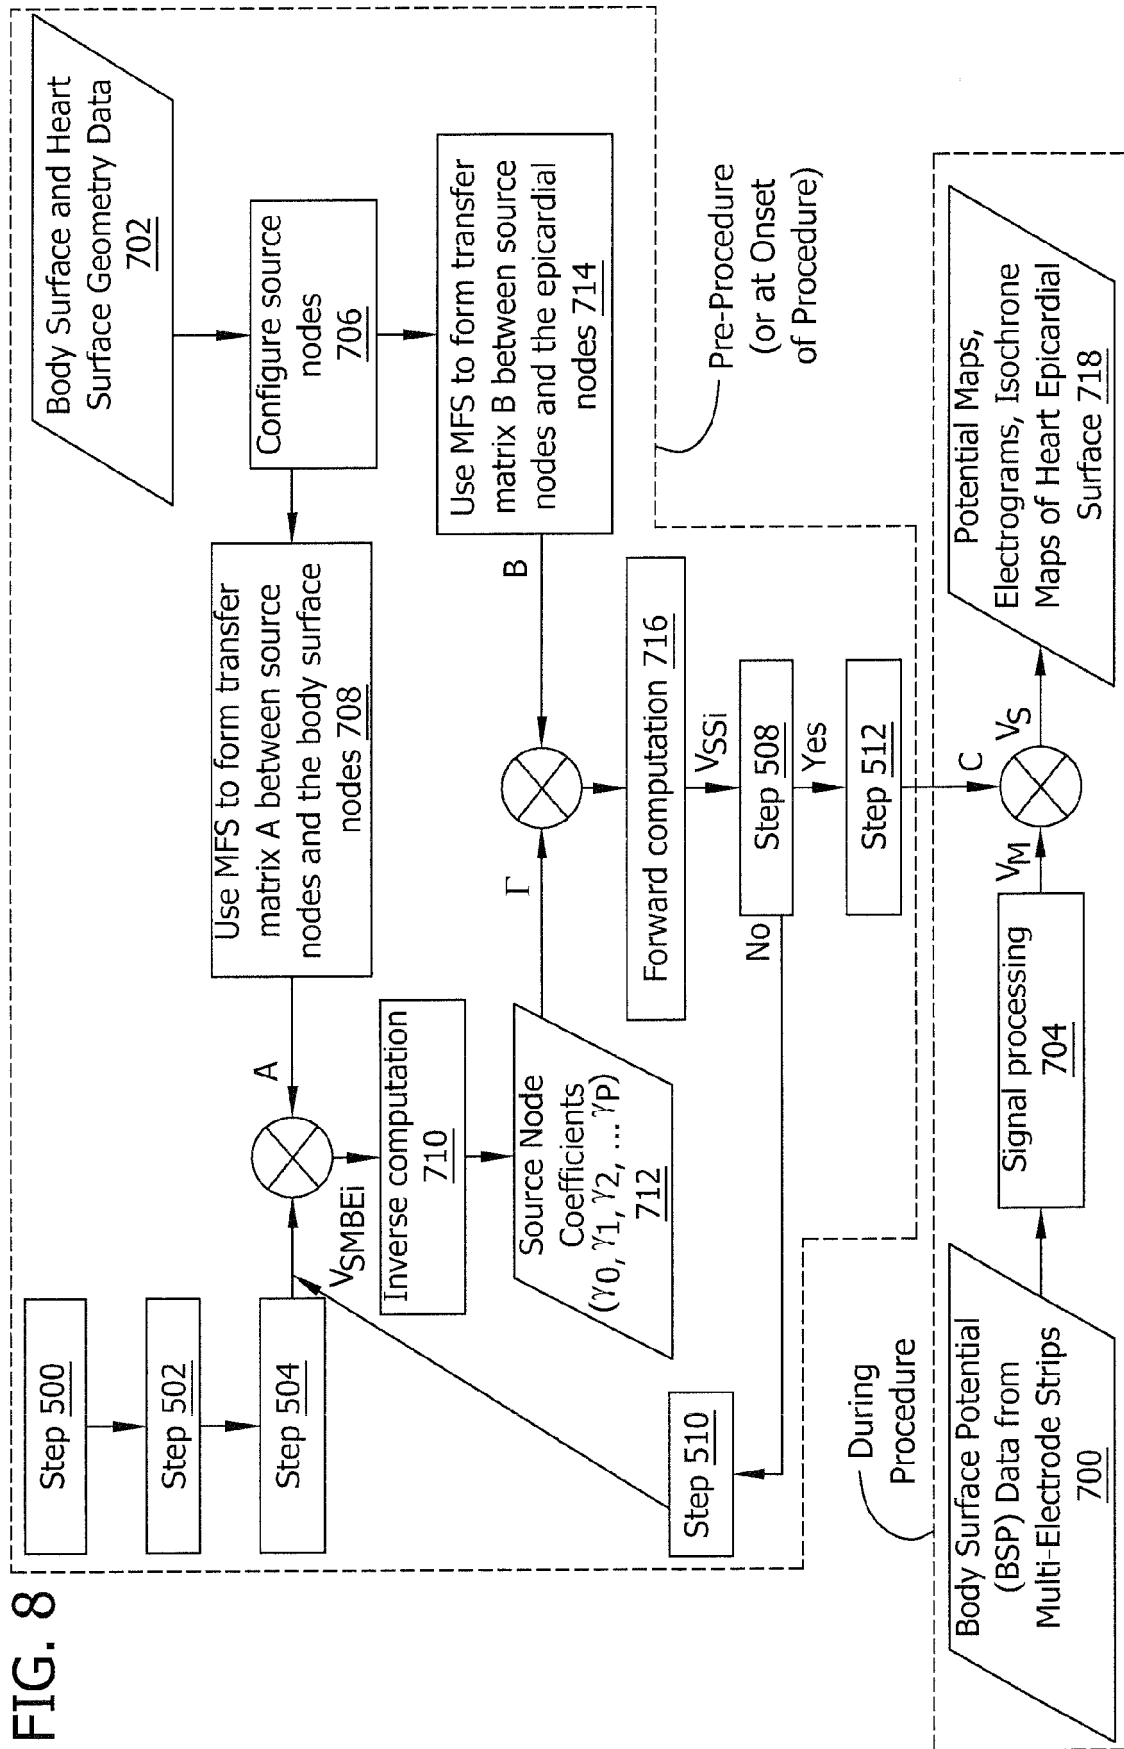 FIG. 8
Step 500
Step 502
Step 504
Body Surface and Heart
Surface Geometry Data
702
Configure source
nodes
706
Use MFS to form transfer
matrix A between source
nodes and the body surface
nodes 708
Use MFS to form transfer
matrix B between source
nodes and the epicardial
nodes 714
A
VSMBEi
Inverse computation
710
Source Node
Coefficients
(γ0, γ1, γ2, ... γP)
712
Γ
B
Forward computation 716
VSSi
Step 508
No
Yes
Step 510
Step 512
Pre-Procedure
(or at Onset
of Procedure)
During
Procedure
Body Surface Potential
(BSP) Data from
Multi-Electrode Strips
700
Signal processing
704
VM
C
VS
Potential Maps,
Electrograms, Isochrone
Maps of Heart Epicardial
Surface 718